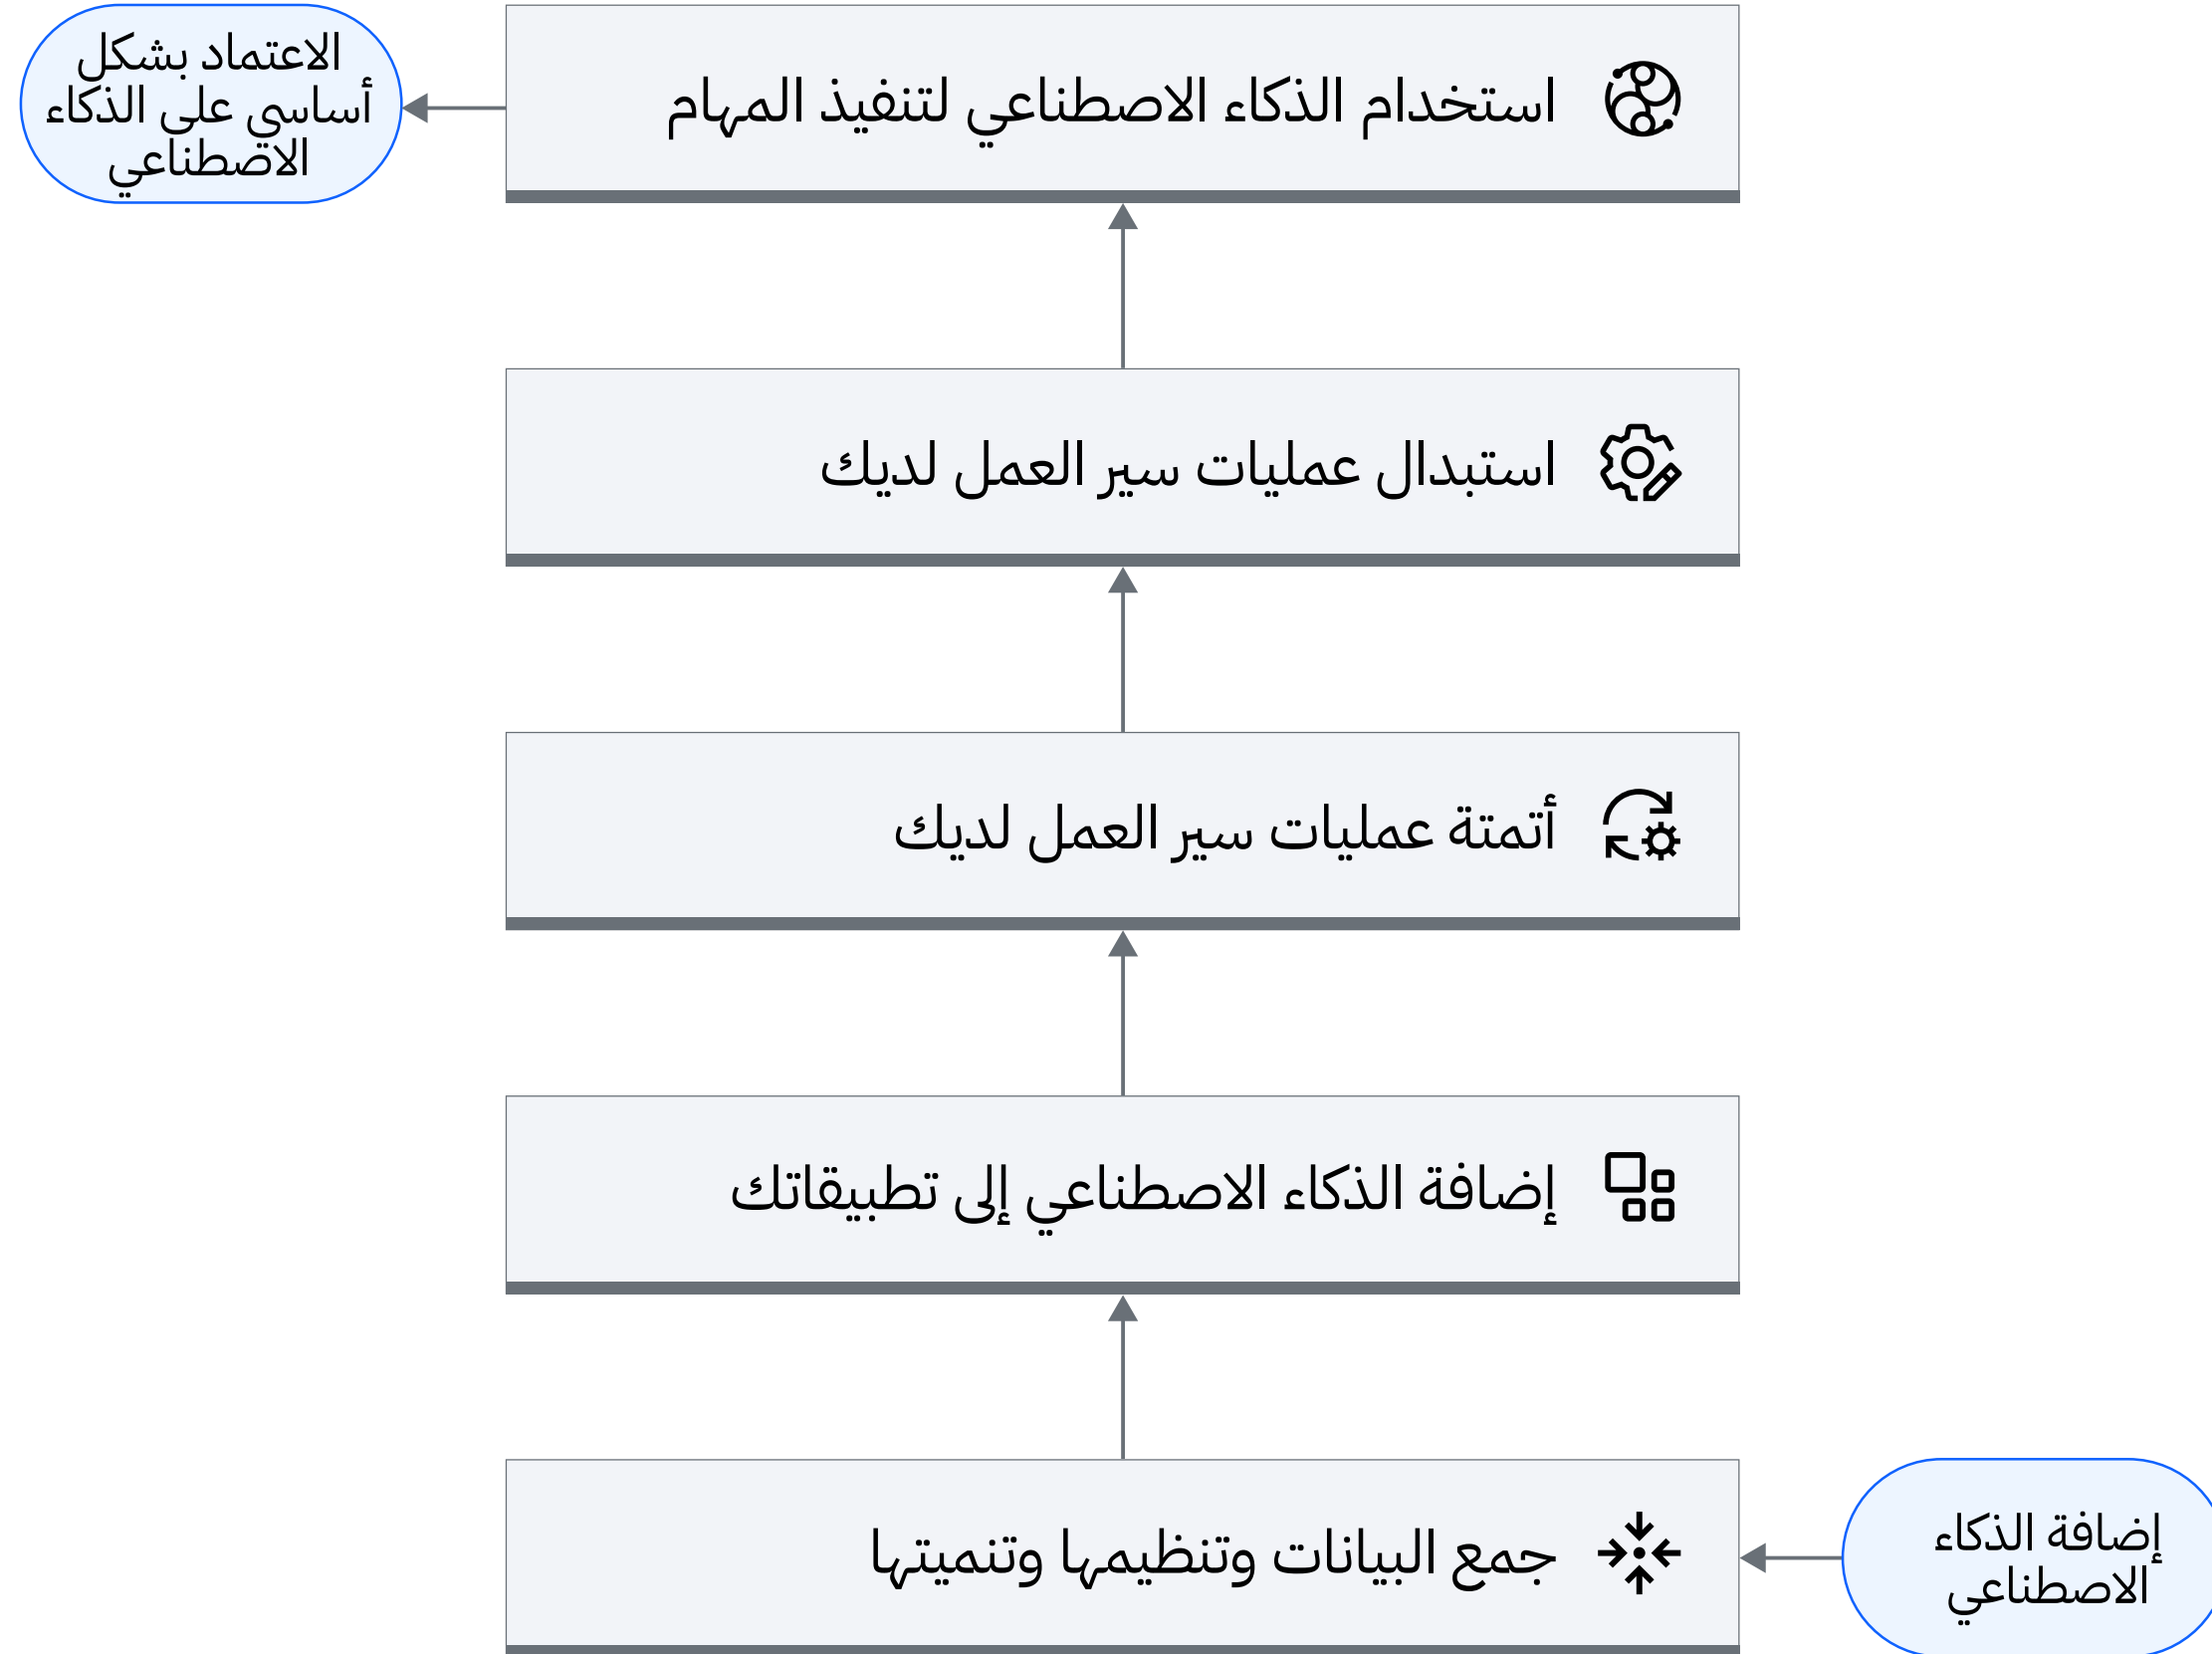 الاعتماد بشكل
أساسي على الذكاء
الاصطناعي
استخدام الذكاء الاصطناعي لتنفيذ المهام
استبدال عمليات سير العمل لديك
أتمتة عمليات سير العمل لديك
إضافة الذكاء الاصطناعي إلى تطبيقاتك
جمع البيانات وتنظيمها وتنميتها
إضافة الذكاء
الاصطناعي